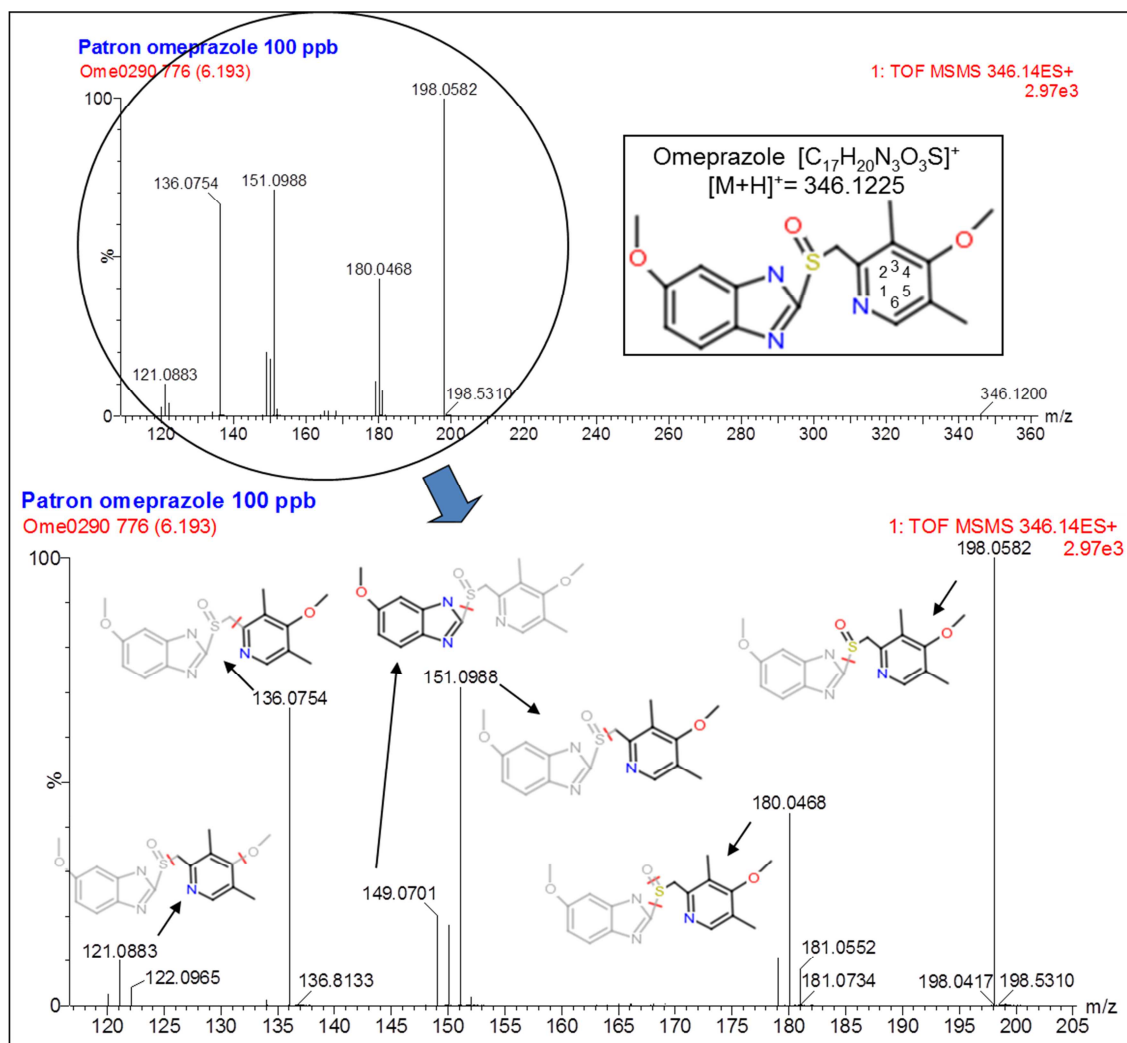 Patron omeprazole 100 ppb
Ome0290 776 (6.193)
1: TOF MSMS 346.14ES+
2.97e3
100
%
0
198.0582
136.0754
151.0988
180.0468
121.0883
198.5310
346.1200
m/z
120 140 160 180 200 220 240 260 280 300 320 340 360
Omeprazole [C₁₇H₂₀N₃O₃S]⁺
[M+H]⁺= 346.1225
O
S
N
N
N
O
O
1 2 3 4 5 6
Patron omeprazole 100 ppb
Ome0290 776 (6.193)
1: TOF MSMS 346.14ES+
2.97e3
100
%
0
198.0582
136.0754
151.0988
180.0468
149.0701
121.0883
122.0965
136.8133
181.0552
181.0734
198.0417
198.5310
m/z
120 125 130 135 140 145 150 155 160 165 170 175 180 185 190 195 200 205